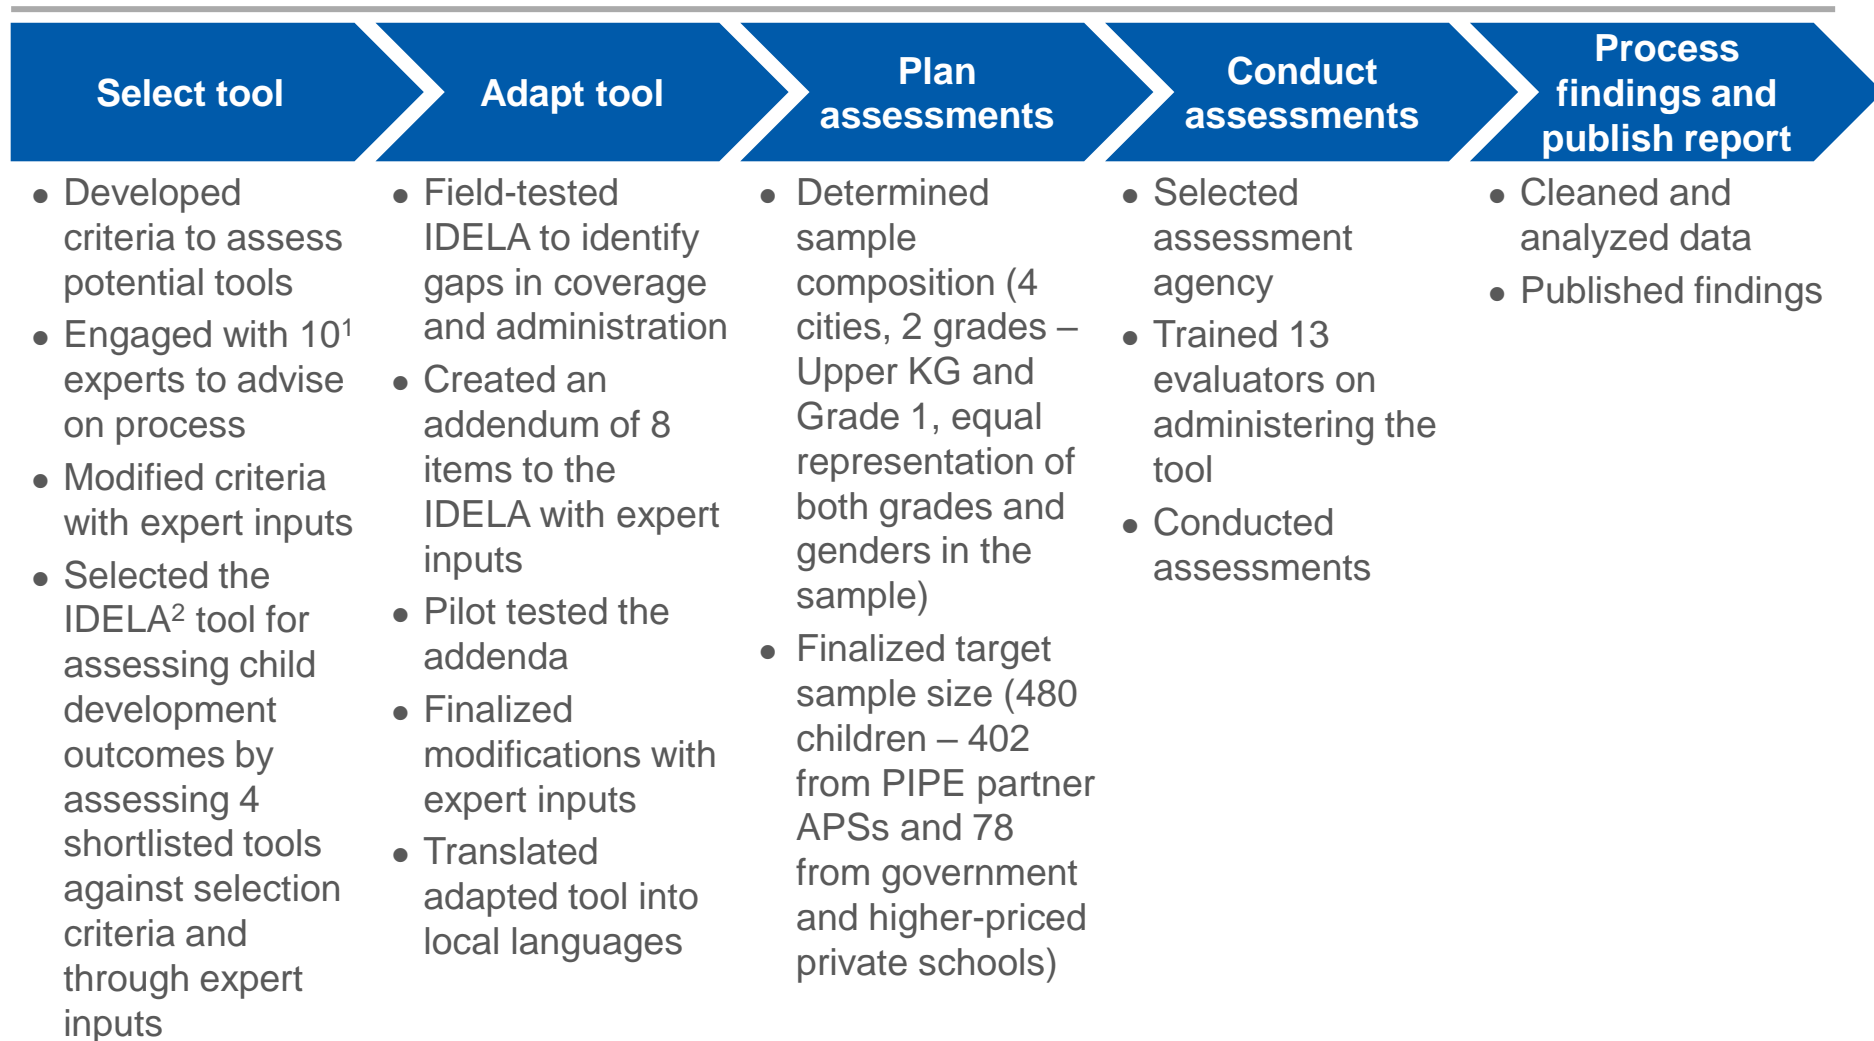 Select tool
Adapt tool
Plan
assessments
Conduct
assessments
Process
findings and
publish report
● Developed
criteria to assess
potential tools
● Engaged with 10¹
experts to advise
on process
● Modified criteria
with expert inputs
● Selected the
IDELA² tool for
assessing child
development
outcomes by
assessing 4
shortlisted tools
against selection
criteria and
through expert
inputs
● Field-tested
IDELA to identify
gaps in coverage
and administration
● Created an
addendum of 8
items to the
IDELA with expert
inputs
● Pilot tested the
addenda
● Finalized
modifications with
expert inputs
● Translated
adapted tool into
local languages
● Determined
sample
composition (4
cities, 2 grades –
Upper KG and
Grade 1, equal
representation of
both grades and
genders in the
sample)
● Finalized target
sample size (480
children – 402
from PIPE partner
APSs and 78
from government
and higher-priced
private schools)
● Selected
assessment
agency
● Trained 13
evaluators on
administering the
tool
● Conducted
assessments
● Cleaned and
analyzed data
● Published findings